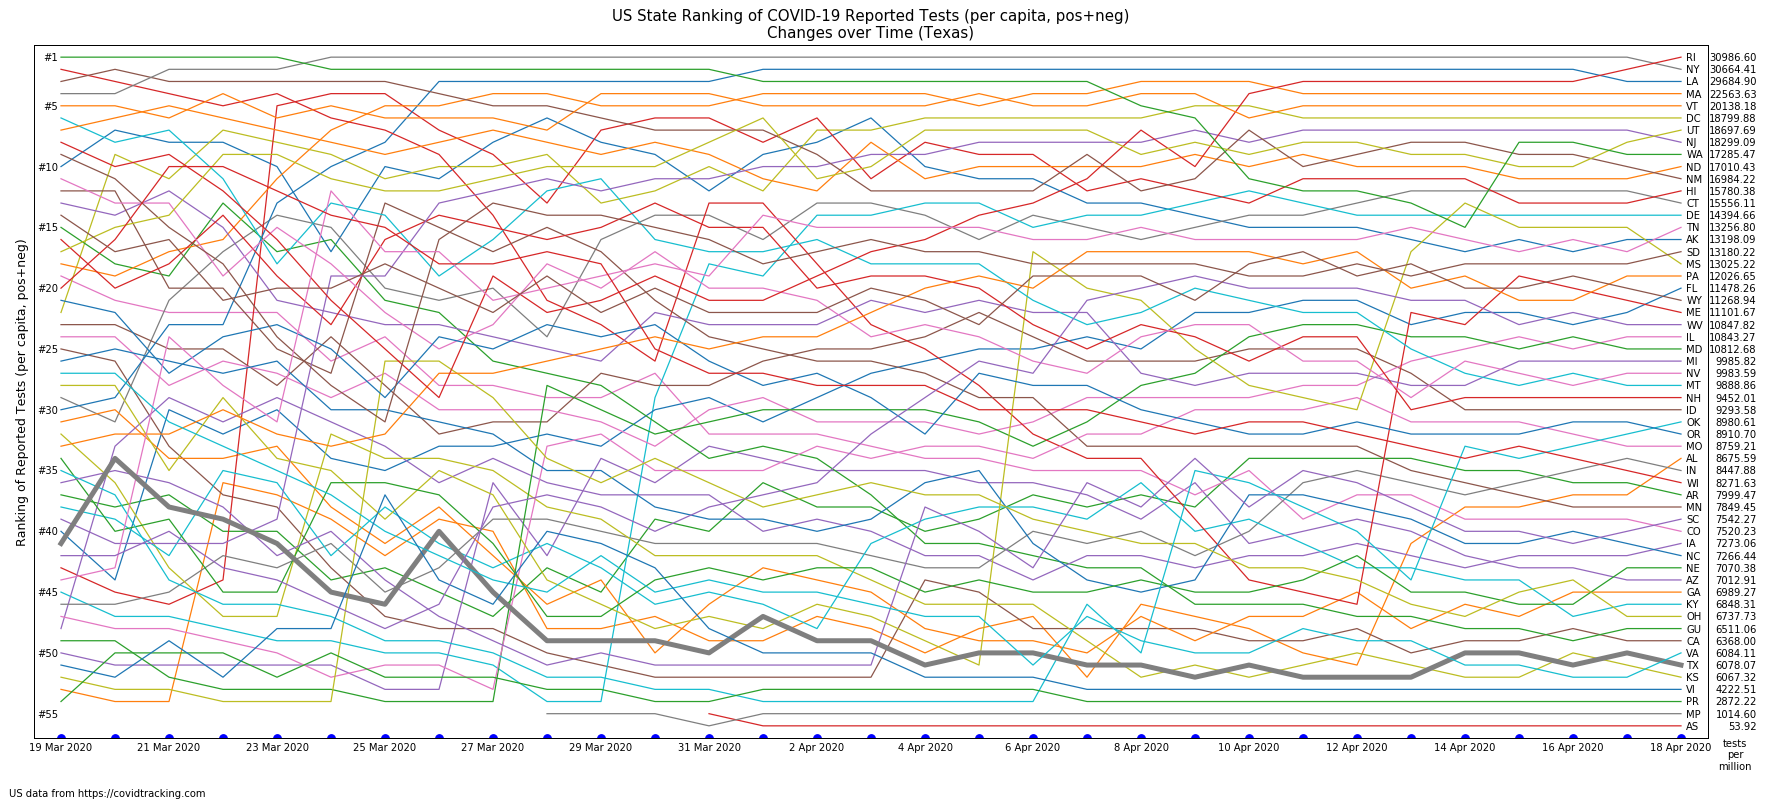 US State Ranking of COVID-19 Reported Tests (per capita, pos+neg)
Changes over Time (Texas)
Ranking of Reported Tests (per capita, pos+neg)
#1
#5
#10
#15
#20
#25
#30
#35
#40
#45
#50
#55
RI 30986.60
NY 30664.41
LA 29684.90
MA 22563.63
VT 20138.18
DC 18799.88
UT 18697.69
NJ 18299.09
WA 17285.47
ND 17010.43
NM 16984.22
HI 15780.38
CT 15556.11
DE 14394.66
TN 13256.80
AK 13198.09
SD 13180.22
MS 13025.22
PA 12026.65
FL 11478.26
WY 11268.94
ME 11101.67
WV 10847.82
IL 10843.27
MD 10812.68
MI 9985.82
NV 9983.59
MT 9888.86
NH 9452.01
ID 9293.58
OK 8980.61
OR 8910.70
MO 8759.21
AL 8675.59
IN 8447.88
WI 8271.63
AR 7999.47
MN 7849.45
SC 7542.27
CO 7520.23
IA 7273.06
NC 7266.44
NE 7070.38
AZ 7012.91
GA 6989.27
KY 6848.31
OH 6737.73
GU 6511.06
CA 6368.00
VA 6084.11
TX 6078.07
KS 6067.32
VI 4222.51
PR 2872.22
MP 1014.60
AS 53.92
19 Mar 2020 21 Mar 2020 23 Mar 2020 25 Mar 2020 27 Mar 2020 29 Mar 2020 31 Mar 2020 2 Apr 2020 4 Apr 2020 6 Apr 2020 8 Apr 2020 10 Apr 2020 12 Apr 2020 14 Apr 2020 16 Apr 2020 18 Apr 2020
tests
per
million
US data from https://covidtracking.com